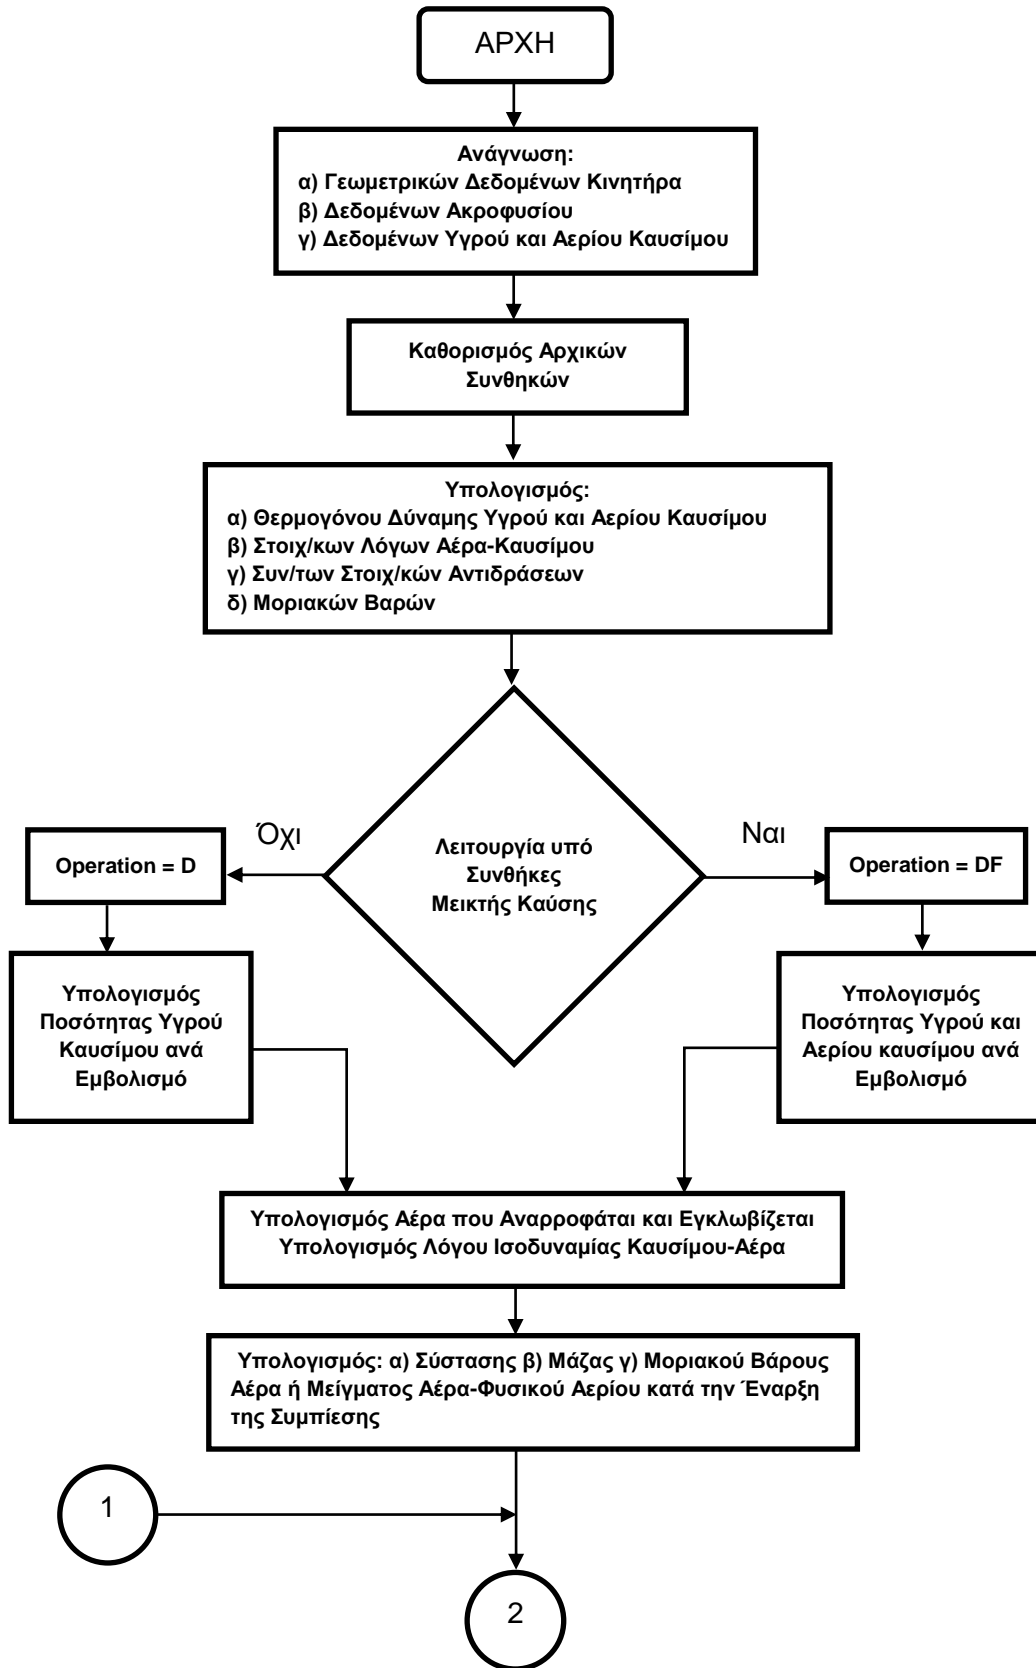 ΑΡΧΗ
Ανάγνωση:
α) Γεωμετρικών Δεδομένων Κινητήρα
β) Δεδομένων Ακροφυσίου
γ) Δεδομένων Υγρού και Αερίου Καυσίμου
Καθορισμός Αρχικών
Συνθηκών
Υπολογισμός:
α) Θερμογόνου Δύναμης Υγρού και Αερίου Καυσίμου
β) Στοιχ/κων Λόγων Αέρα-Καυσίμου
γ) Συν/των Στοιχ/κών Αντιδράσεων
δ) Μοριακών Βαρών
Όχι
Ναι
Operation = D
Λειτουργία υπό
Συνθήκες
Μεικτής Καύσης
Operation = DF
Υπολογισμός
Ποσότητας Υγρού
Καυσίμου ανά
Εμβολισμό
Υπολογισμός
Ποσότητας Υγρού και
Αερίου καυσίμου ανά
Εμβολισμό
Υπολογισμός Αέρα που Αναρροφάται και Εγκλωβίζεται
Υπολογισμός Λόγου Ισοδυναμίας Καυσίμου-Αέρα
Υπολογισμός: α) Σύστασης β) Μάζας γ) Μοριακού Βάρους
Αέρα ή Μείγματος Αέρα-Φυσικού Αερίου κατά την Έναρξη
της Συμπίεσης
1
2